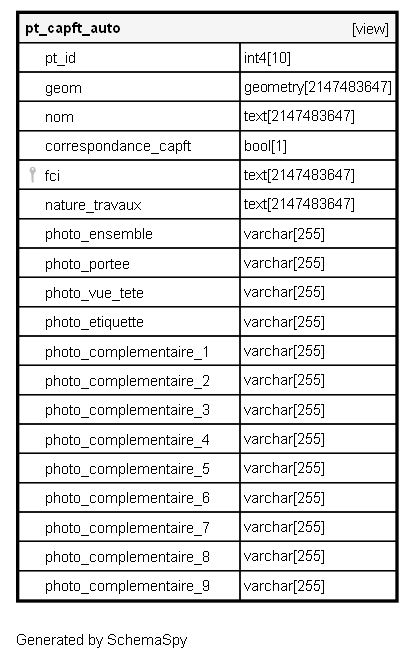 pt_capft_auto [view]
pt_id int4[10]
geom geometry[2147483647]
nom text[2147483647]
correspondance_capft bool[1]
fci text[2147483647]
nature_travaux text[2147483647]
photo_ensemble varchar[255]
photo_portee varchar[255]
photo_vue_tete varchar[255]
photo_etiquette varchar[255]
photo_complementaire_1 varchar[255]
photo_complementaire_2 varchar[255]
photo_complementaire_3 varchar[255]
photo_complementaire_4 varchar[255]
photo_complementaire_5 varchar[255]
photo_complementaire_6 varchar[255]
photo_complementaire_7 varchar[255]
photo_complementaire_8 varchar[255]
photo_complementaire_9 varchar[255]
Generated by SchemaSpy